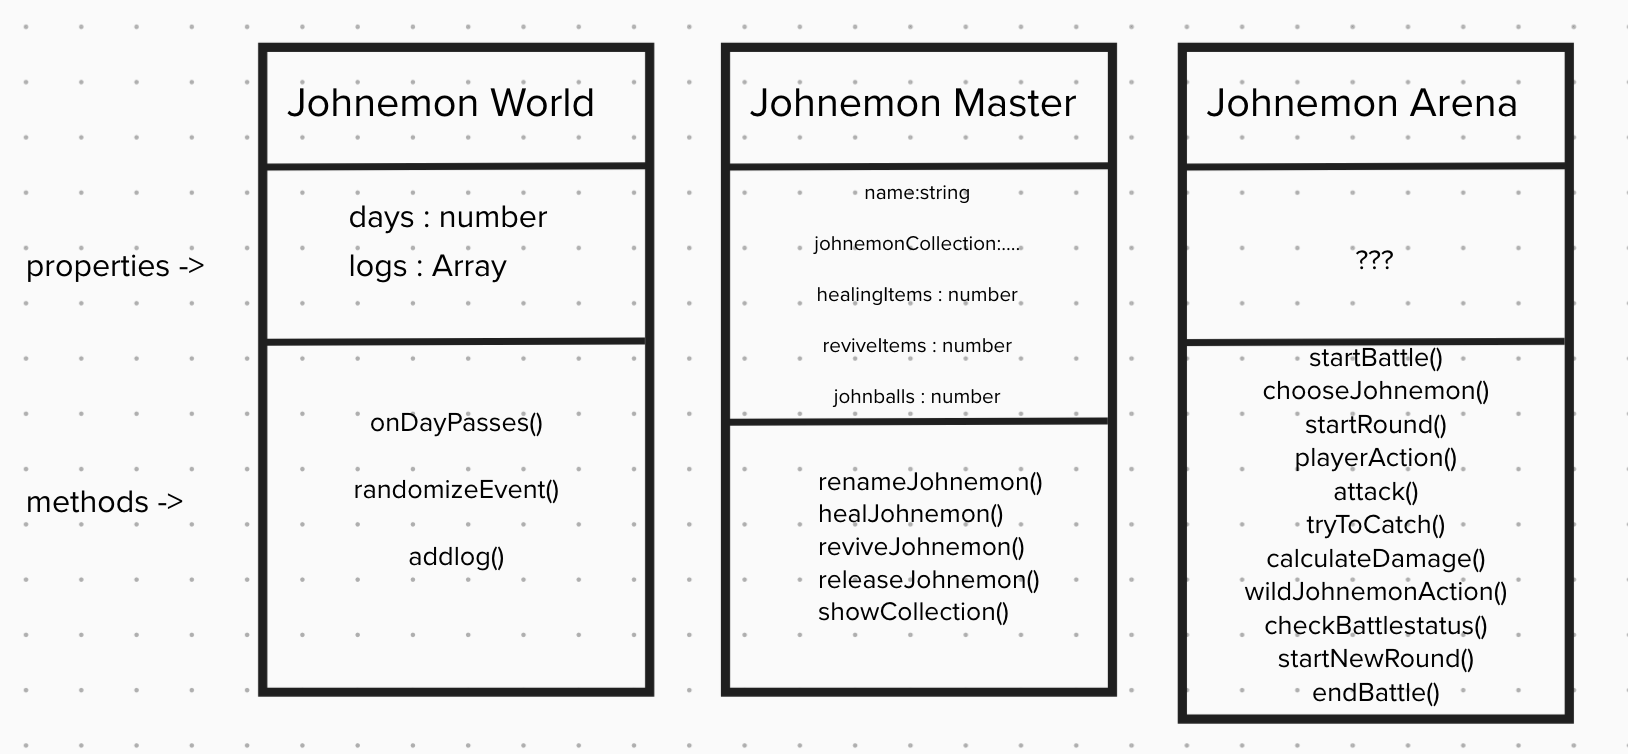 Johnemon World
Johnemon Master
Johnemon Arena
properties ->
days : number
logs : Array
name:string
johnemonCollection:....
healingItems : number
reviveItems : number
johnballs : number
???
methods ->
onDayPasses()
randomizeEvent()
addlog()
renameJohnemon()
healJohnemon()
reviveJohnemon()
releaseJohnemon()
showCollection()
startBattle()
chooseJohnemon()
startRound()
playerAction()
attack()
tryToCatch()
calculateDamage()
wildJohnemonAction()
checkBattlestatus()
startNewRound()
endBattle()